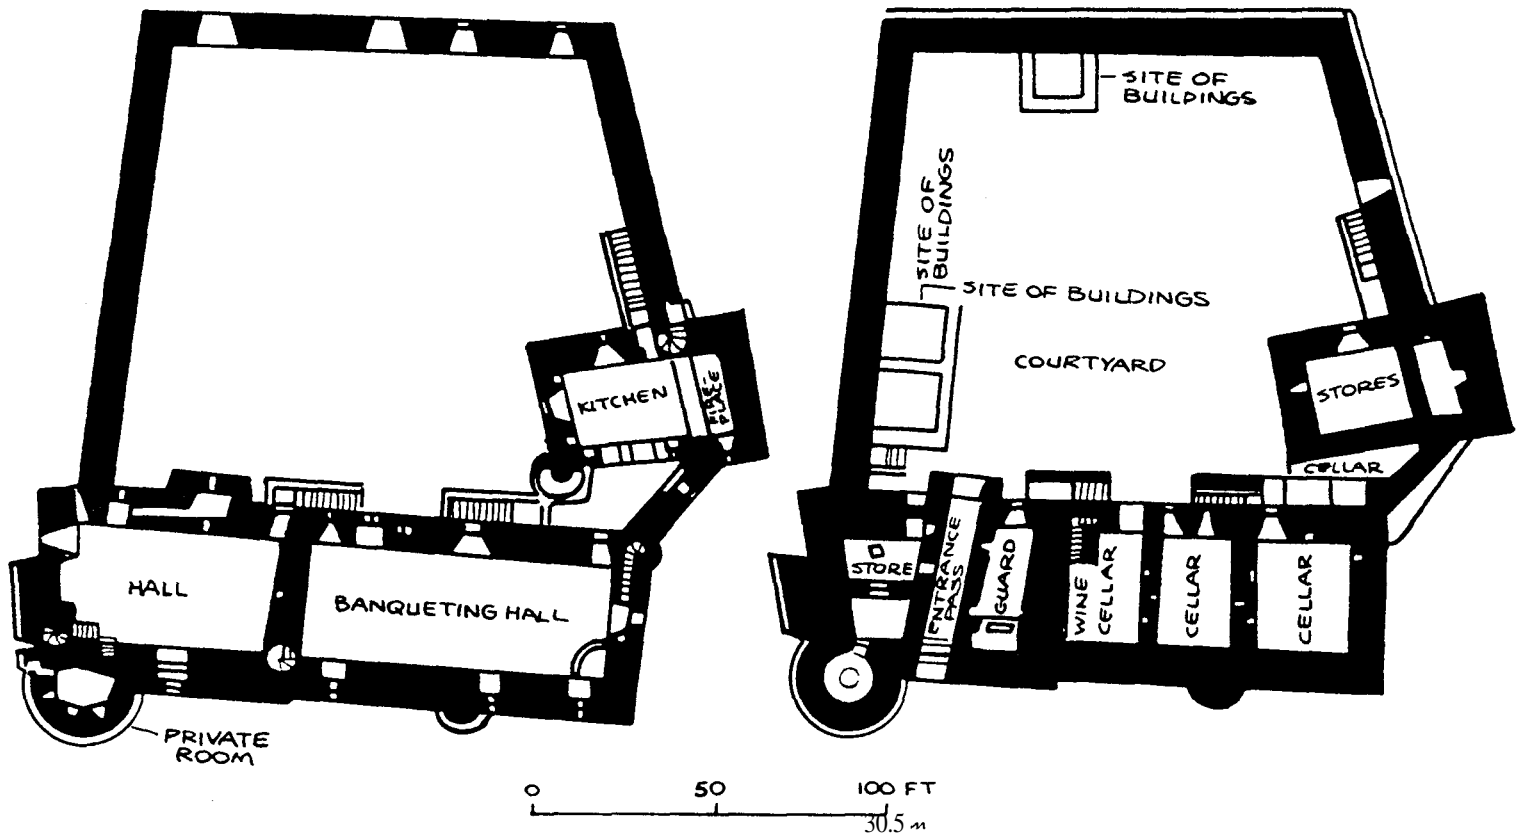 KITCHEN
FIRE-
PLACE
HALL
BANQUETING HALL
PRIVATE
ROOM
SITE OF
BUILDINGS
SITE OF
BUILDINGS
SITE OF BUILDINGS
COURTYARD
STORES
CELLAR
STORE
ENTRANCE
PASS
GUARD
WINE
CELLAR
CELLAR
CELLAR
0 50 100 FT
30.5 m